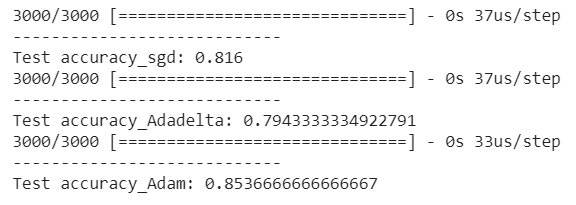 3000/3000 [==============================] - 0s 37us/step
----------------------------
Test accuracy_sgd: 0.816
3000/3000 [==============================] - 0s 37us/step
----------------------------
Test accuracy_Adadelta: 0.7943333334922791
3000/3000 [==============================] - 0s 33us/step
----------------------------
Test accuracy_Adam: 0.8536666666666667